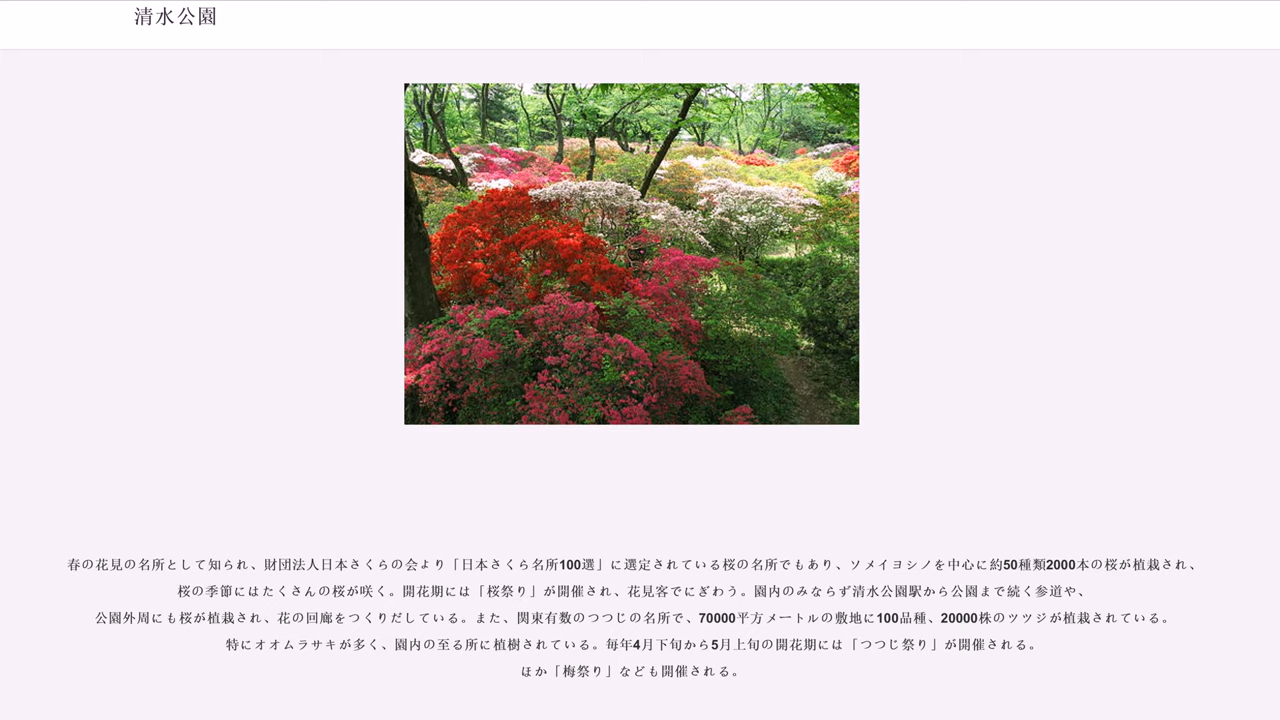 清水公園
春の花見の名所として知られ、財団法人日本さくらの会より「日本さくら名所100選」に選定されている桜の名所でもあり、ソメイヨシノを中心に約50種類2000本の桜が植栽され、
桜の季節にはたくさんの桜が咲く。開花期には「桜祭り」が開催され、花見客でにぎわう。園内のみならず清水公園駅から公園まで続く参道や、
公園外周にも桜が植栽され、花の回廊をつくりだしている。また、関東有数のつつじの名所で、70000平方メートルの敷地に100品種、20000株のツツジが植栽されている。
特にオオムラサキが多く、園内の至る所に植樹されている。毎年4月下旬から5月上旬の開花期には「つつじ祭り」が開催される。
ほか「梅祭り」なども開催される。